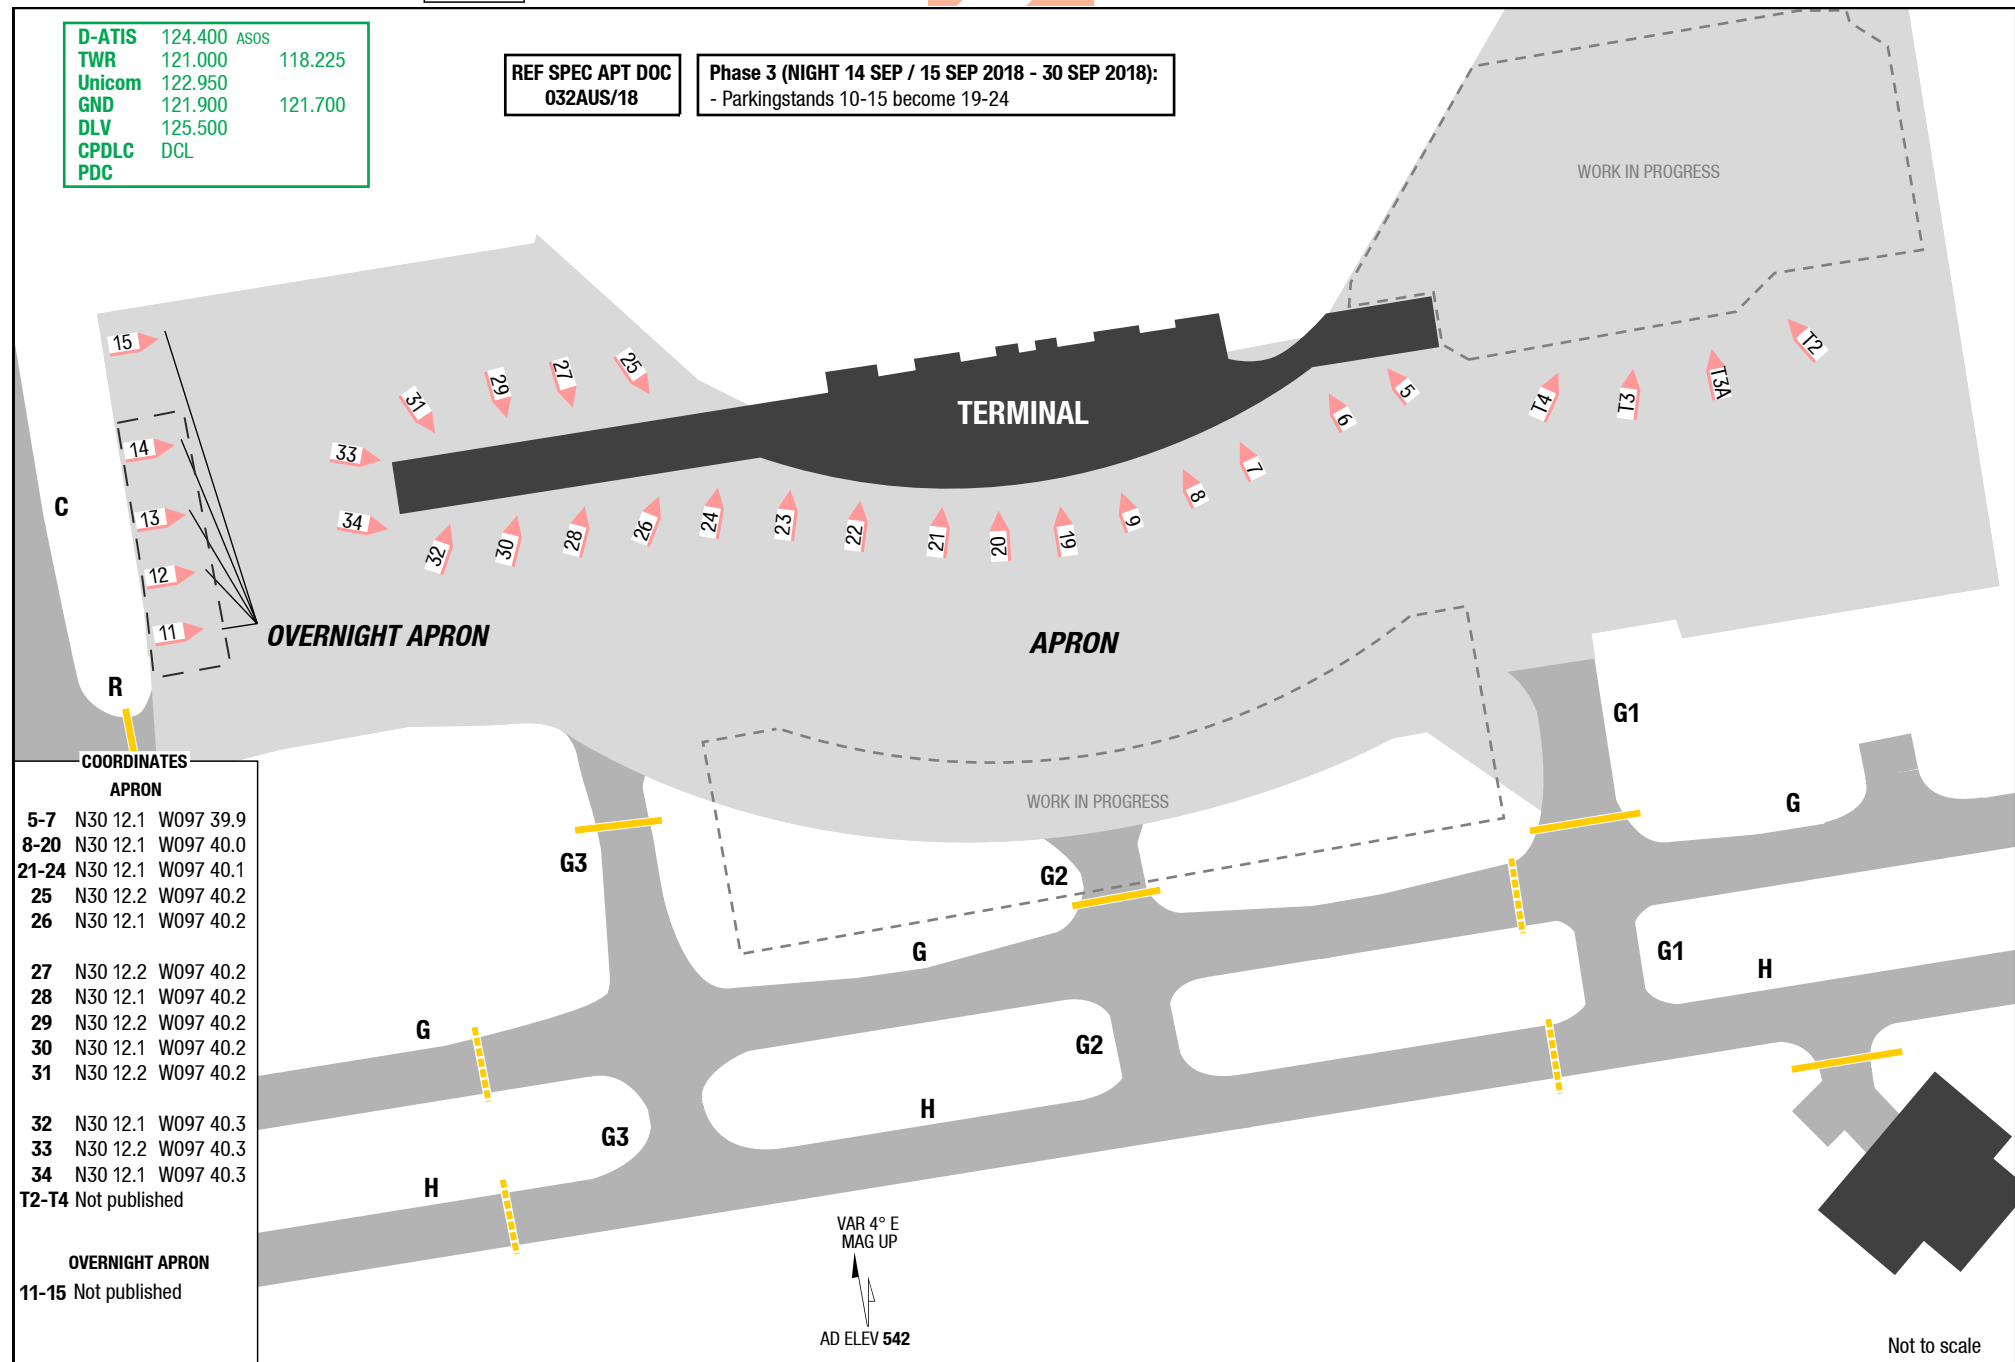 D-ATIS 124.400 ASOS
TWR 121.000 118.225
Unicom 122.950
GND 121.900 121.700
DLV 125.500
CPDLC DCL
PDC
REF SPEC APT DOC
032AUS/18
Phase 3 (NIGHT 14 SEP / 15 SEP 2018 - 30 SEP 2018):
- Parkingstands 10-15 become 19-24
WORK IN PROGRESS
15
14
13
12
11
C
R
OVERNIGHT APRON
33
34
31
29
27
25
32
30
28
26
24
23
22
21
20
19
9
8
7
6
5
T4
T3
T3A
T2
TERMINAL
APRON
WORK IN PROGRESS
G1
G
G3
G2
G
G1
H
G
G2
H
G3
H
COORDINATES
APRON
5-7 N30 12.1 W097 39.9
8-20 N30 12.1 W097 40.0
21-24 N30 12.1 W097 40.1
25 N30 12.2 W097 40.2
26 N30 12.1 W097 40.2
27 N30 12.2 W097 40.2
28 N30 12.1 W097 40.2
29 N30 12.2 W097 40.2
30 N30 12.1 W097 40.2
31 N30 12.2 W097 40.2
32 N30 12.1 W097 40.3
33 N30 12.2 W097 40.3
34 N30 12.1 W097 40.3
T2-T4 Not published
OVERNIGHT APRON
11-15 Not published
VAR 4° E
MAG UP
AD ELEV 542
Not to scale